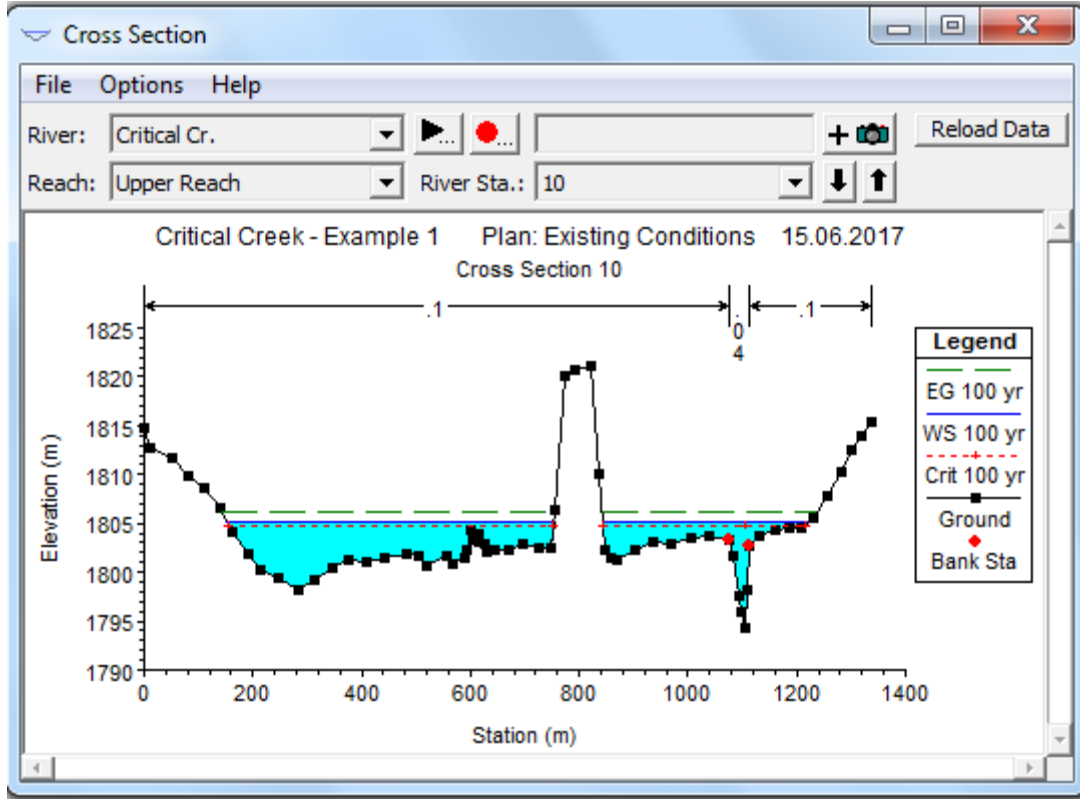 Cross Section
File Options Help
River: Critical Cr. ... ... + Reload Data
Reach: Upper Reach River Sta.: 10
Critical Creek - Example 1 Plan: Existing Conditions 15.06.2017
Cross Section 10
.1
.04
.1
Elevation (m)
1825
1820
1815
1810
1805
1800
1795
1790
0 200 400 600 800 1000 1200 1400
Station (m)
Legend
EG 100 yr
WS 100 yr
Crit 100 yr
Ground
Bank Sta